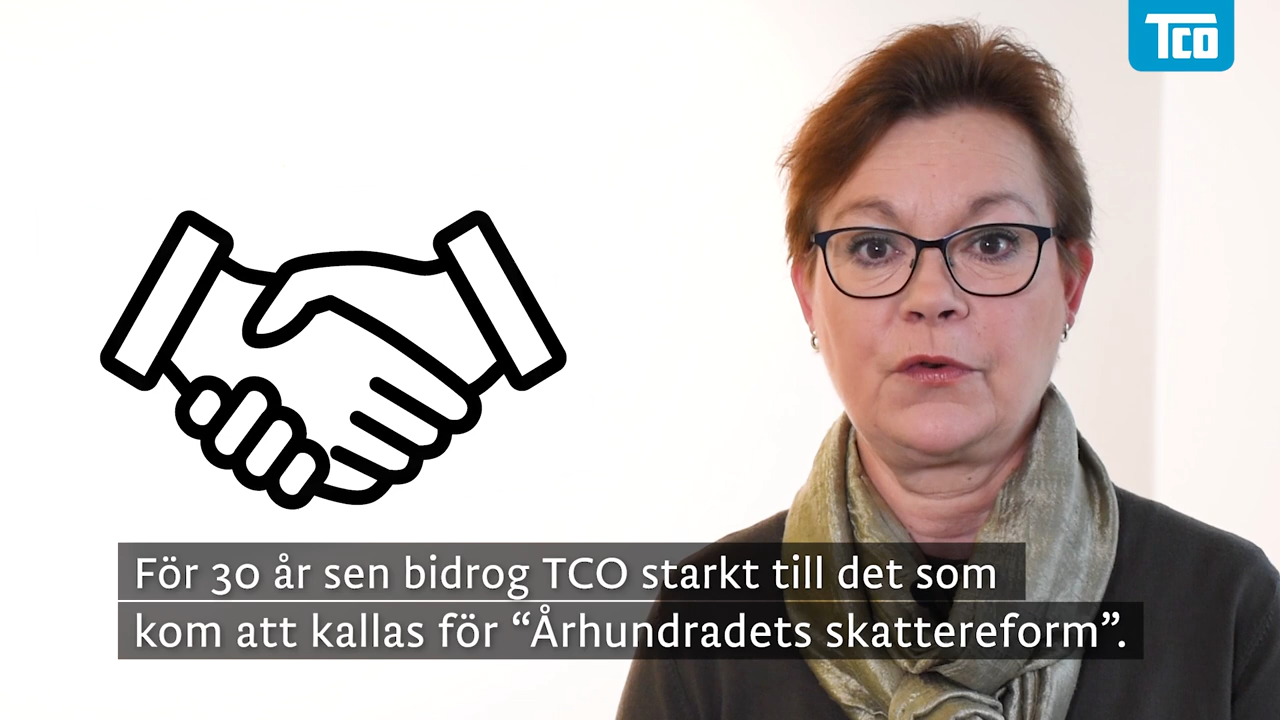 TCO
För 30 år sen bidrog TCO starkt till det som
kom att kallas för “Århundradets skattereform”.